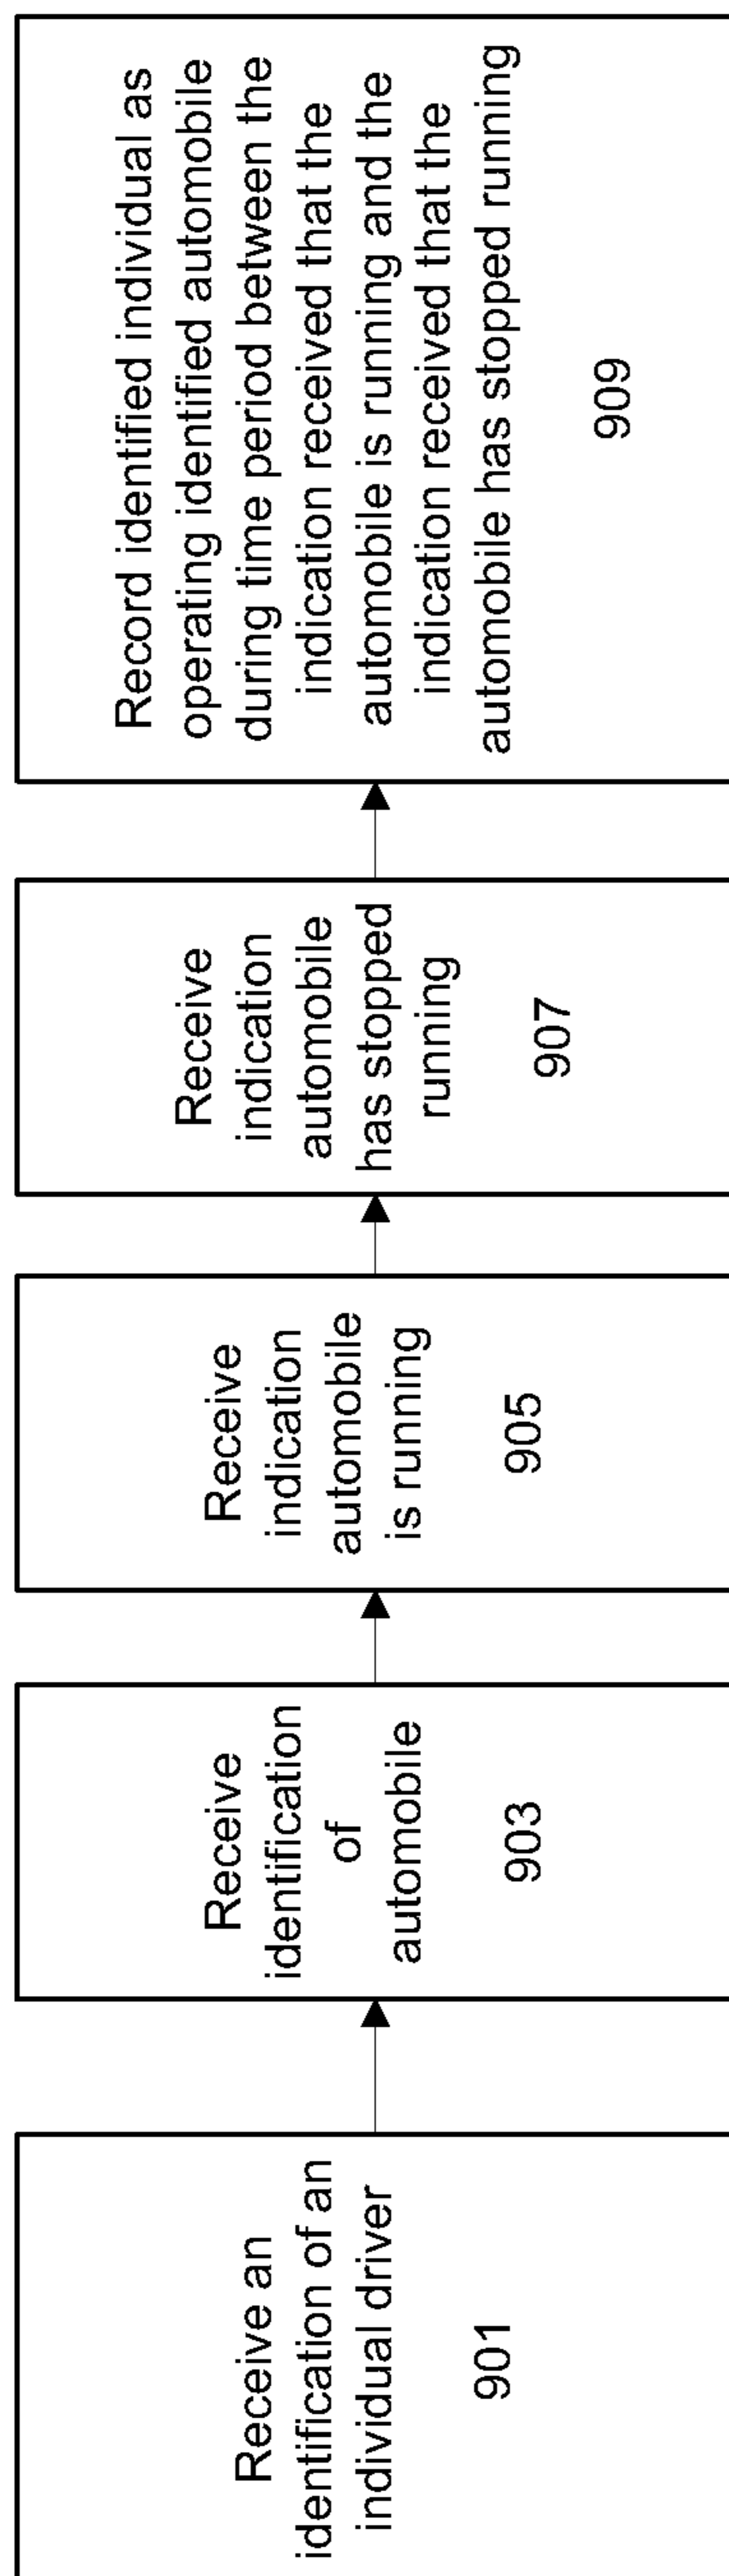 Receive an
identification of an
individual driver
901
Receive
identification
of
automobile
903
Receive
indication
automobile
is running
905
Receive
indication
automobile
has stopped
running
907
Record identified individual as
operating identified automobile
during time period between the
indication received that the
automobile is running and the
indication received that the
automobile has stopped running
909